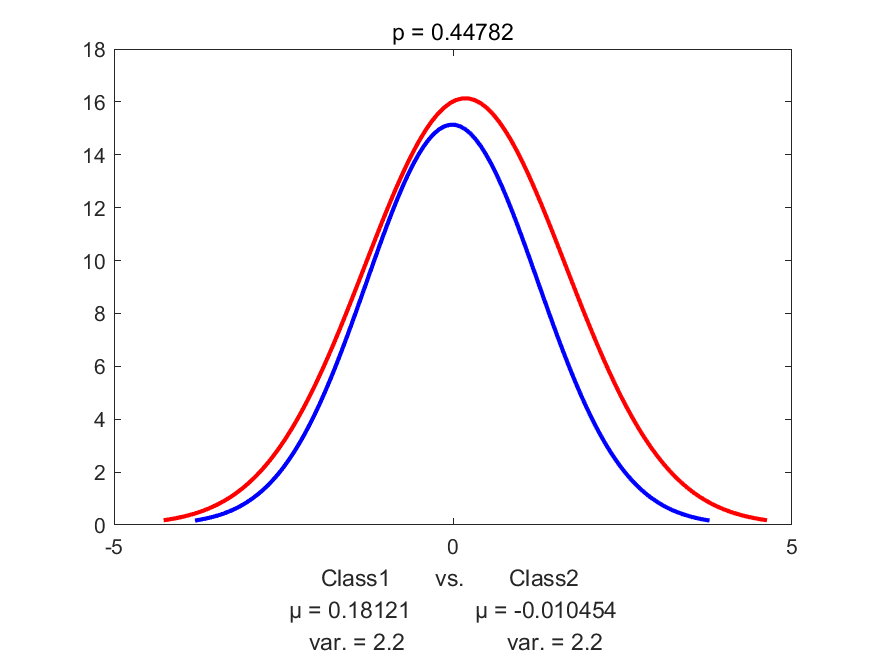 p = 0.44782
18
16
14
12
10
8
6
4
2
0
-5 0 5
Class1 vs. Class2
μ = 0.18121 μ = -0.010454
var. = 2.2 var. = 2.2